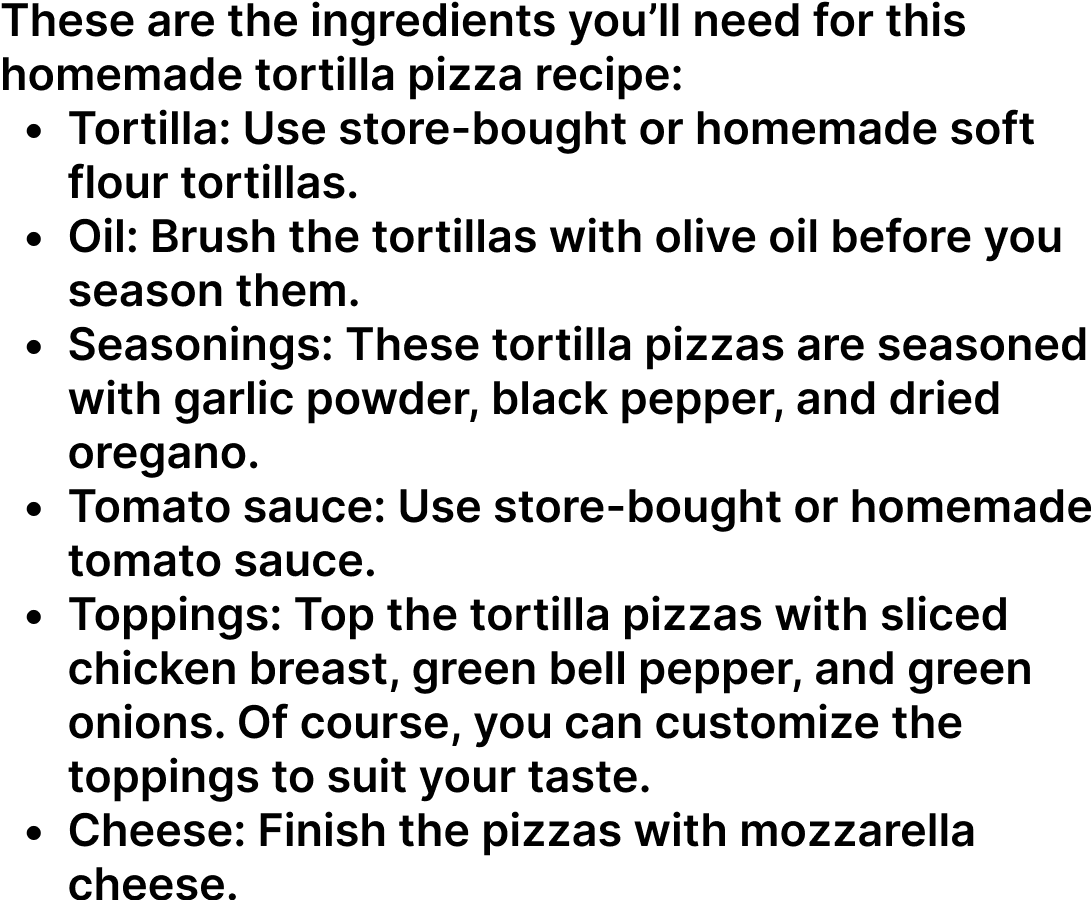 These are the ingredients you’ll need for this
homemade tortilla pizza recipe:
• Tortilla: Use store-bought or homemade soft
flour tortillas.
• Oil: Brush the tortillas with olive oil before you
season them.
• Seasonings: These tortilla pizzas are seasoned
with garlic powder, black pepper, and dried
oregano.
• Tomato sauce: Use store-bought or homemade
tomato sauce.
• Toppings: Top the tortilla pizzas with sliced
chicken breast, green bell pepper, and green
onions. Of course, you can customize the
toppings to suit your taste.
• Cheese: Finish the pizzas with mozzarella
cheese.